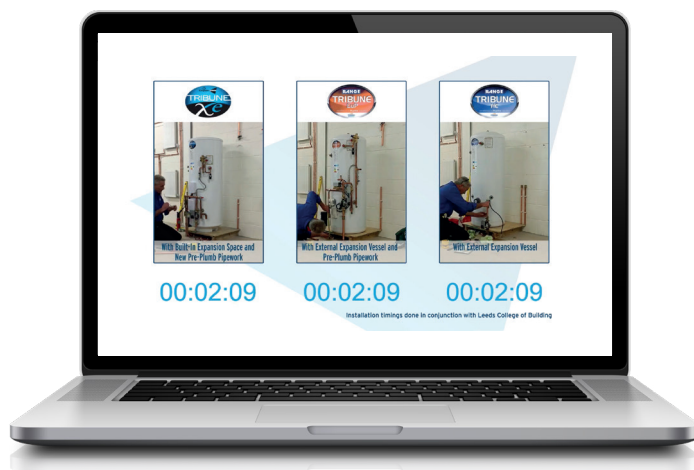 TRIBUNE
Xe
RANGE
TRIBUNE
RANGE
TRIBUNE
With Built-In Expansion Space and
New Pre-Plumb Pipework
With External Expansion Vessel and
Pre-Plumb Pipework
With External Expansion Vessel
00:02:09
00:02:09
00:02:09
Installation timings done in conjunction with Leeds College of Building